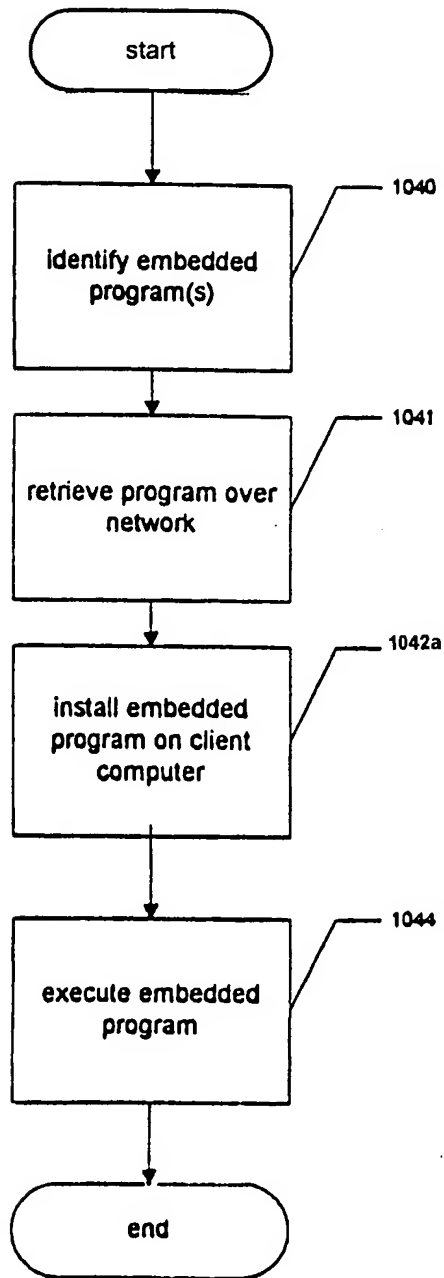 start
1040
identify embedded
program(s)
1041
retrieve program over
network
1042a
install embedded
program on client
computer
1044
execute embedded
program
end